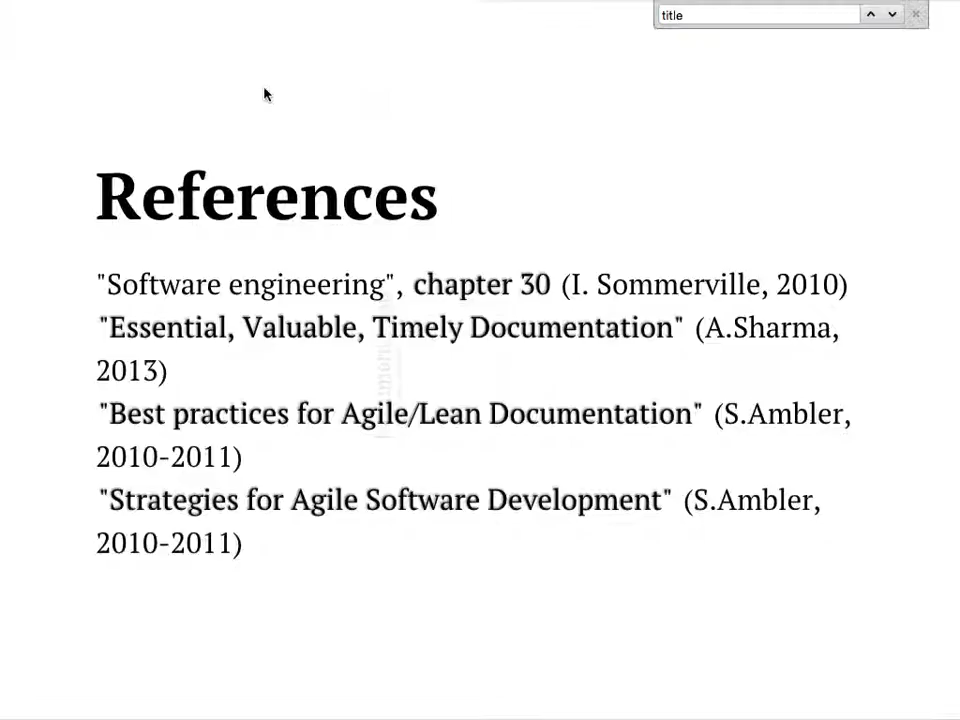 title
References
"Software engineering", chapter 30 (I. Sommerville, 2010)
"Essential, Valuable, Timely Documentation" (A.Sharma,
2013)
"Best practices for Agile/Lean Documentation" (S.Ambler,
2010-2011)
"Strategies for Agile Software Development" (S.Ambler,
2010-2011)